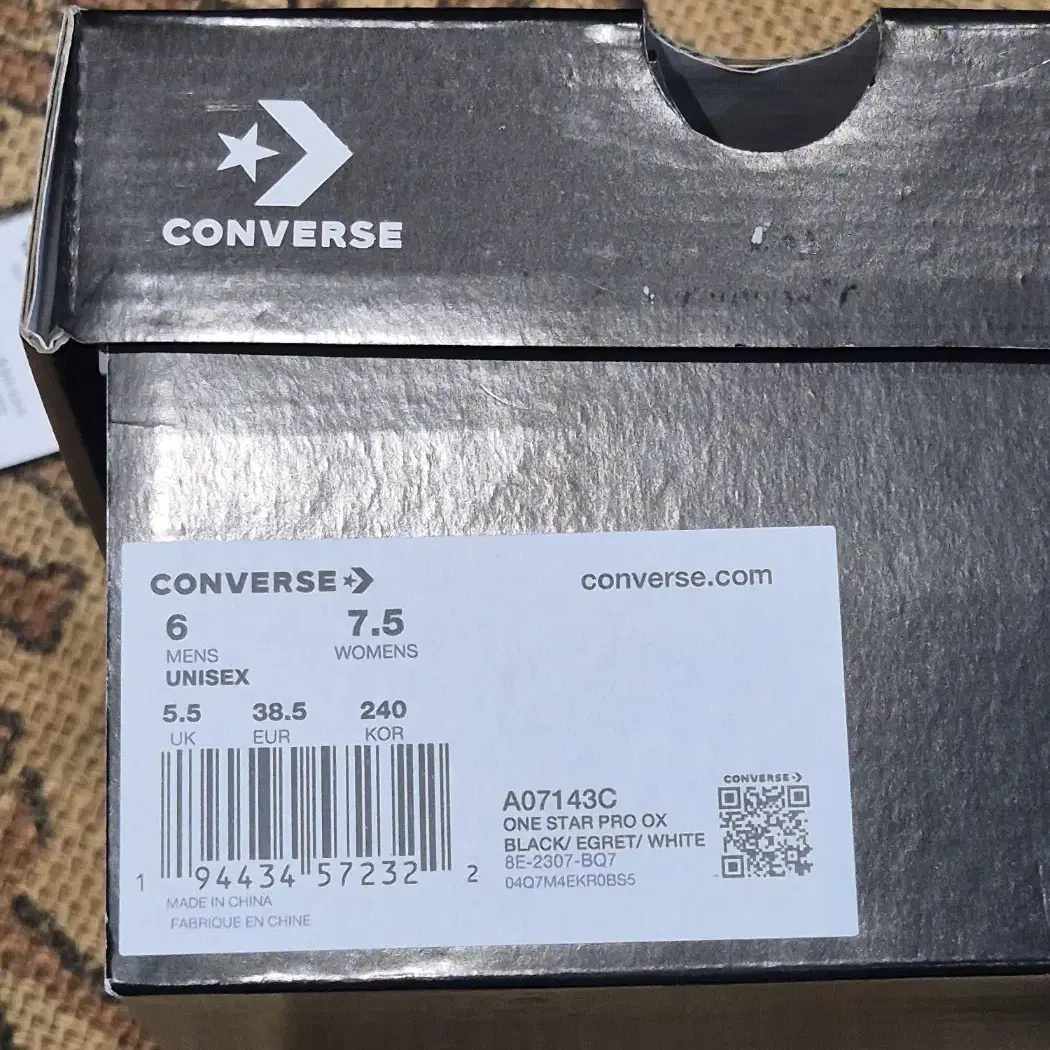 CONVERSE
CONVERSE
converse.com
6 7.5
MENS WOMENS
UNISEX
5.5 38.5 240
UK EUR KOR
1 94434 57232 2
MADE IN CHINA
FABRIQUE EN CHINE
A07143C
ONE STAR PRO OX
BLACK/ EGRET/ WHITE
8E-2307-BQ7
04Q7M4EKR0BS5
CONVERSE